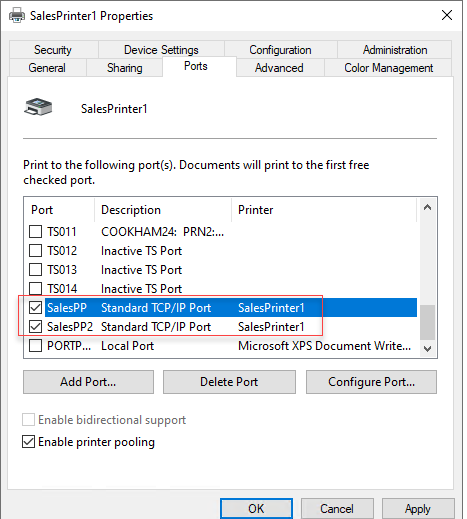 SalesPrinter1 Properties
Security Device Settings Configuration Administration
General Sharing Ports Advanced Color Management
SalesPrinter1
Print to the following port(s). Documents will print to the first free
checked port.
Port Description Printer
TS011 COOKHAM24: PRN2:...
TS012 Inactive TS Port
TS013 Inactive TS Port
TS014 Inactive TS Port
SalesPP Standard TCP/IP Port SalesPrinter1
SalesPP2 Standard TCP/IP Port SalesPrinter1
PORTP... Local Port Microsoft XPS Document Write...
Add Port... Delete Port Configure Port...
Enable bidirectional support
Enable printer pooling
OK Cancel Apply